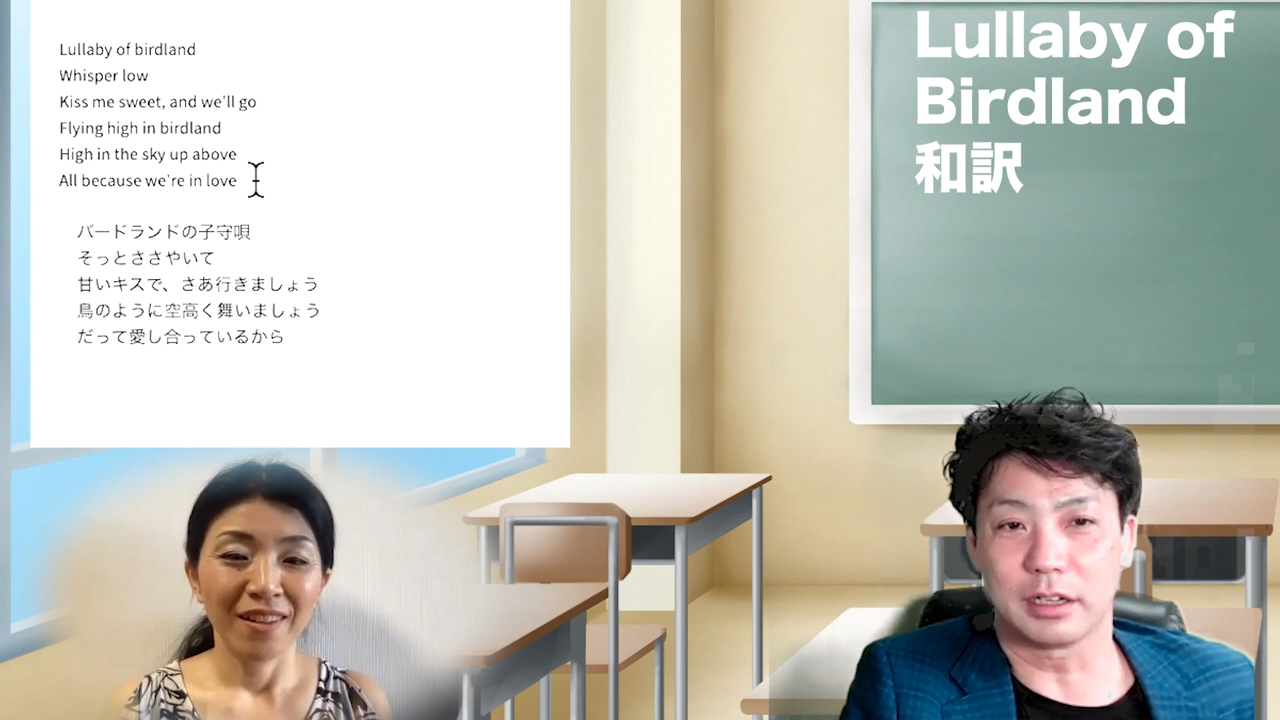 Lullaby of birdland
Whisper low
Kiss me sweet, and we'll go
Flying high in birdland
High in the sky up above
All because we're in love
バードランドの子守唄
そっとささやいて
甘いキスで、さあ行きましょう
鳥のように空高く舞いましょう
だって愛し合っているから
Lullaby of
Birdland
和訳